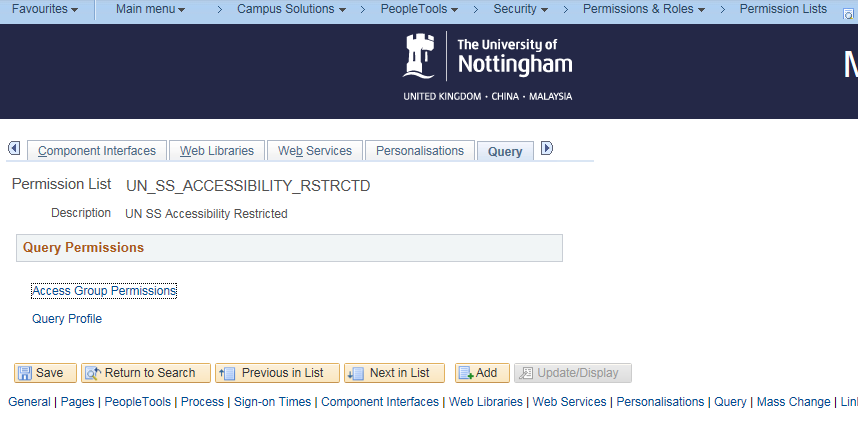 Favourites Main menu > Campus Solutions > PeopleTools > Security > Permissions & Roles > Permission Lists
The University of
Nottingham
UNITED KINGDOM · CHINA · MALAYSIA
Component Interfaces Web Libraries Web Services Personalisations Query
Permission List UN_SS_ACCESSIBILITY_RSTRCTD
Description UN SS Accessibility Restricted
Query Permissions
Access Group Permissions
Query Profile
Save Return to Search Previous in List Next in List Add Update/Display
General | Pages | PeopleTools | Process | Sign-on Times | Component Interfaces | Web Libraries | Web Services | Personalisations | Query | Mass Change |